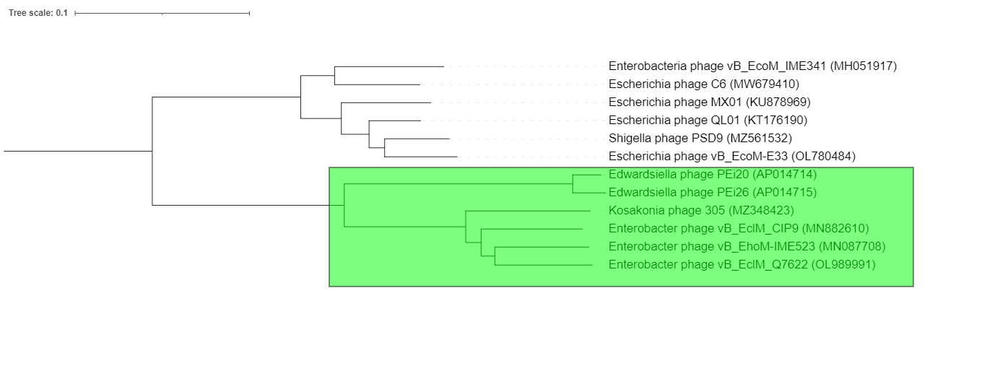 Tree scale: 0.1
Enterobacteria phage vB_EcoM_IME341 (MH051917)
Escherichia phage C6 (MW679410)
Escherichia phage MX01 (KU878969)
Escherichia phage QL01 (KT176190)
Shigella phage PSD9 (MZ561532)
Escherichia phage vB_EcoM-E33 (OL780484)
Edwardsiella phage PEi20 (AP014714)
Edwardsiella phage PEi26 (AP014715)
Kosakonia phage 305 (MZ348423)
Enterobacter phage vB_EclM_CIP9 (MN882610)
Enterobacter phage vB_EhoM-IME523 (MN087708)
Enterobacter phage vB_EclM_Q7622 (OL989991)